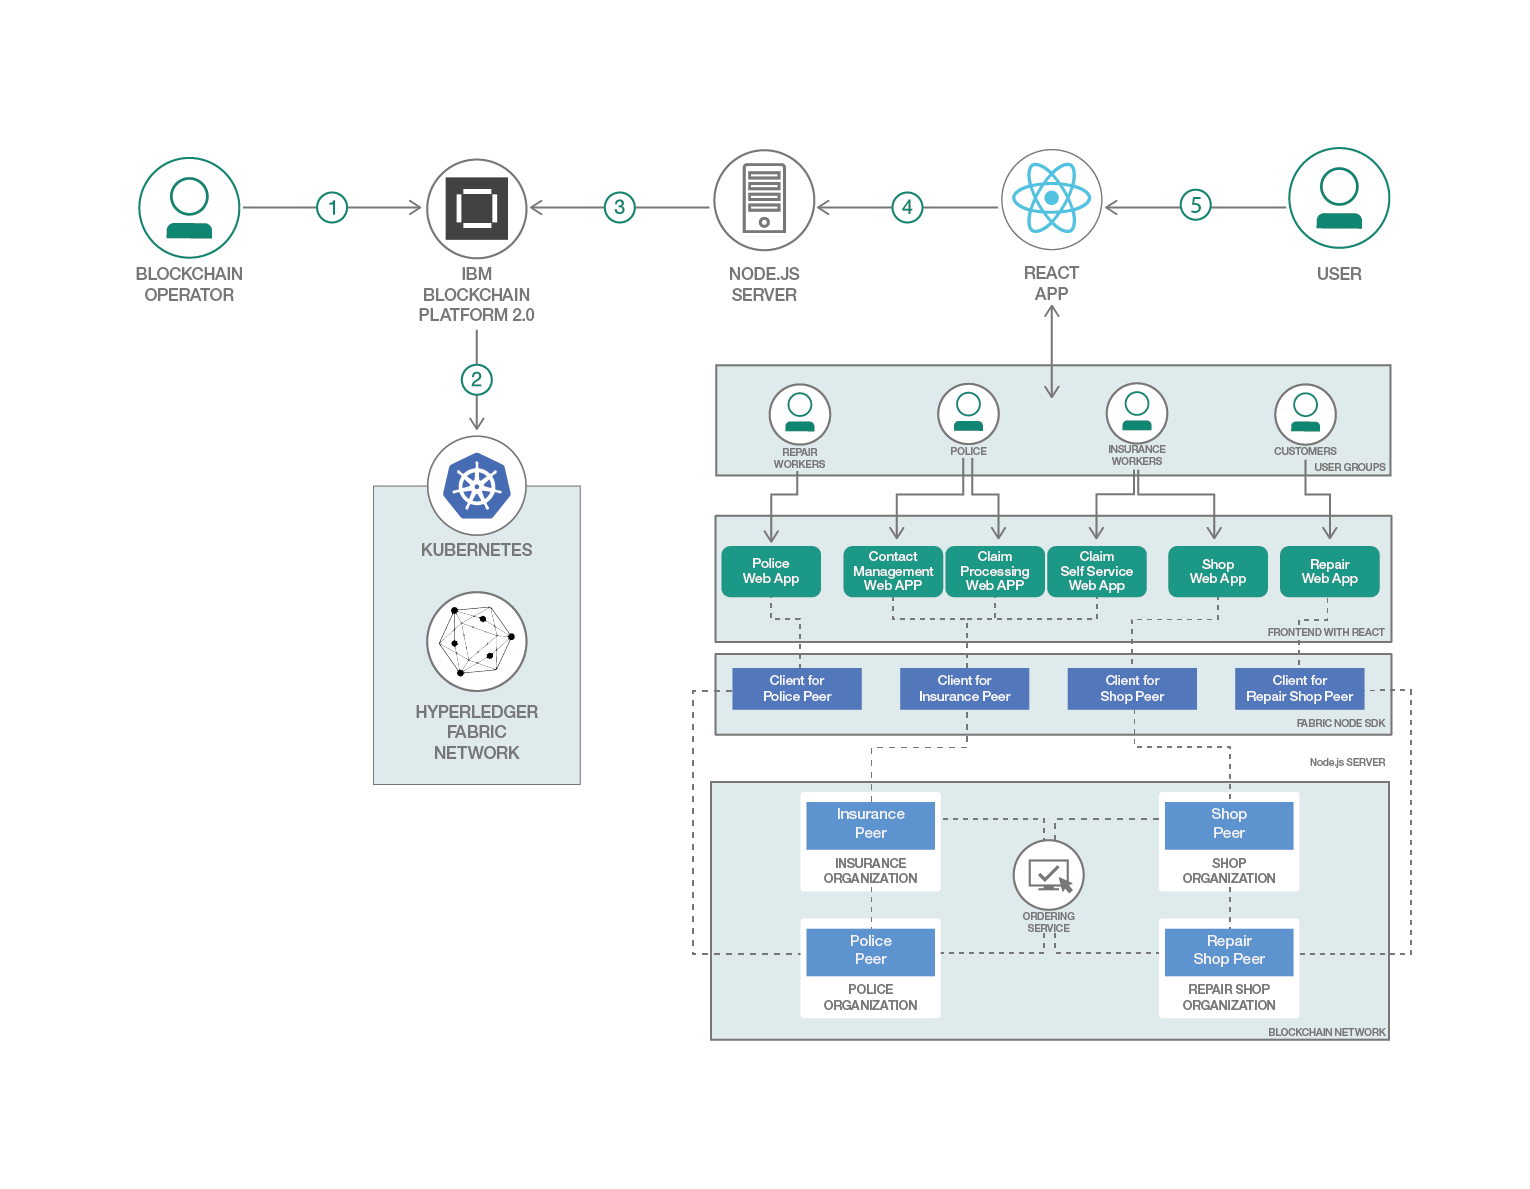 1
3
4
5
BLOCKCHAIN
OPERATOR
IBM
BLOCKCHAIN
PLATFORM 2.0
NODE.JS
SERVER
REACT
APP
USER
2
KUBERNETES
HYPERLEDGER
FABRIC
NETWORK
REPAIR
WORKERS
POLICE
INSURANCE
WORKERS
CUSTOMERS
USER GROUPS
Police
Web App
Contact
Management
Web APP
Claim
Processing
Web APP
Claim
Self Service
Web App
Shop
Web App
Repair
Web App
FRONTEND WITH REACT
Client for
Police Peer
Client for
Insurance Peer
Client for
Shop Peer
Client for
Repair Shop Peer
FABRIC NODE SDK
Node.js SERVER
Insurance
Peer
INSURANCE
ORGANIZATION
Shop
Peer
SHOP
ORGANIZATION
ORDERING
SERVICE
Police
Peer
POLICE
ORGANIZATION
Repair
Shop Peer
REPAIR SHOP
ORGANIZATION
BLOCKCHAIN NETWORK